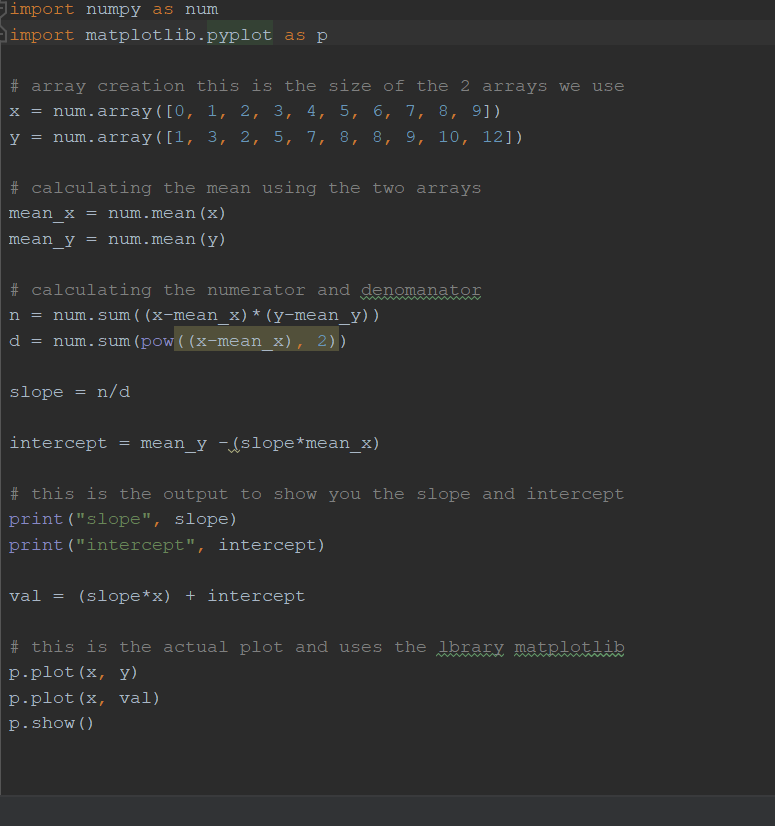 import numpy as num
import matplotlib.pyplot as p
# array creation this is the size of the 2 arrays we use
x = num.array([0, 1, 2, 3, 4, 5, 6, 7, 8, 9])
y = num.array([1, 3, 2, 5, 7, 8, 8, 9, 10, 12])
# calculating the mean using the two arrays
mean_x = num.mean(x)
mean_y = num.mean(y)
# calculating the numerator and denomanator
n = num.sum((x-mean_x)*(y-mean_y))
d = num.sum(pow((x-mean_x), 2))
slope = n/d
intercept = mean_y -(slope*mean_x)
# this is the output to show you the slope and intercept
print("slope", slope)
print("intercept", intercept)
val = (slope*x) + intercept
# this is the actual plot and uses the lbrary matplotlib
p.plot(x, y)
p.plot(x, val)
p.show()